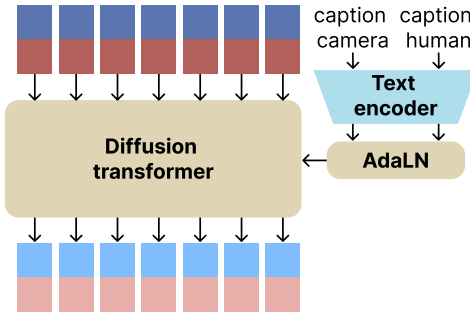 caption
camera
caption
human
Text
encoder
Diffusion
transformer
AdaLN